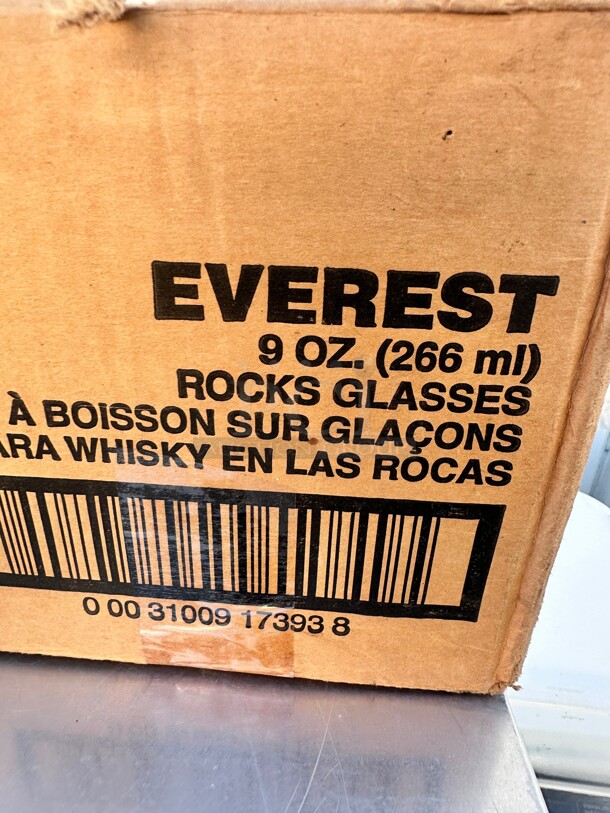 EVEREST
9 OZ. (266 ml)
ROCKS GLASSES
À BOISSON SUR GLAÇONS
WHISKY EN LAS ROCAS
0 00 31009 17393 8